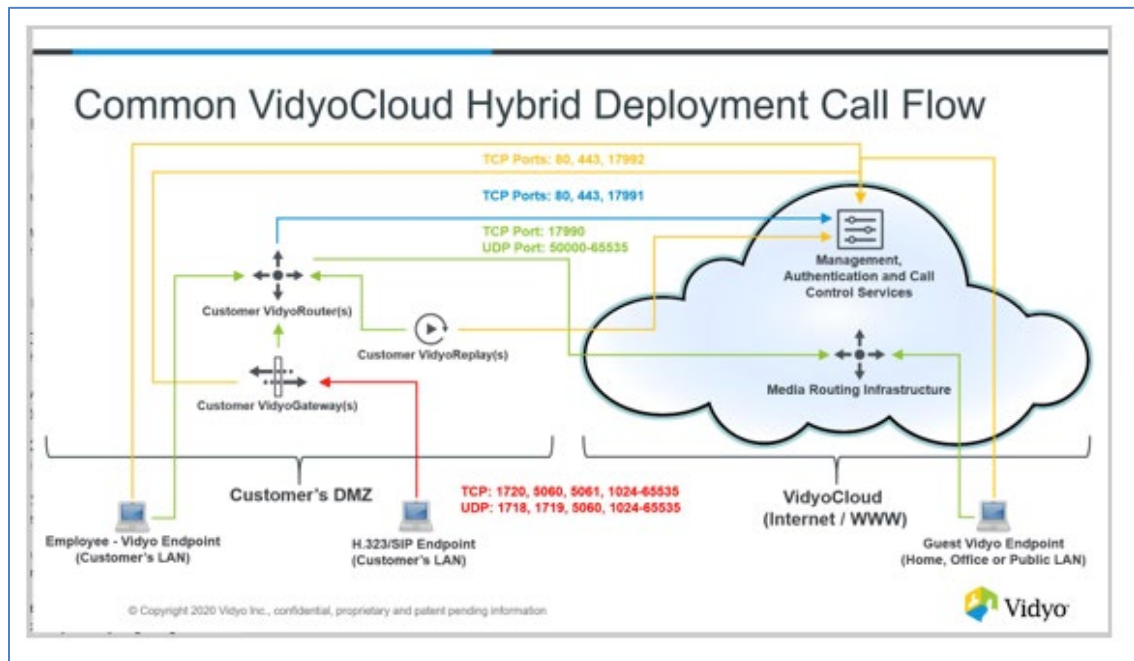 Common VidyoCloud Hybrid Deployment Call Flow
TCP Ports: 80, 443, 17992
TCP Ports: 80, 443, 17991
TCP Port: 17990
UDP Port: 50000-65535
Management,
Authentication and Call
Control Services
Customer VidyoRouter(s)
Customer VidyoReplay(s)
Customer VidyoGateway(s)
Media Routing Infrastructure
Customer's DMZ
TCP: 1720, 5060, 5061, 1024-65535
UDP: 1718, 1719, 5060, 1024-65535
VidyoCloud
(Internet / WWW)
Employee - Vidyo Endpoint
(Customer's LAN)
H.323/SIP Endpoint
(Customer's LAN)
Guest Vidyo Endpoint
(Home, Office or Public LAN)
© Copyright 2020 Vidyo Inc., confidential, proprietary and patent pending information
Vidyo